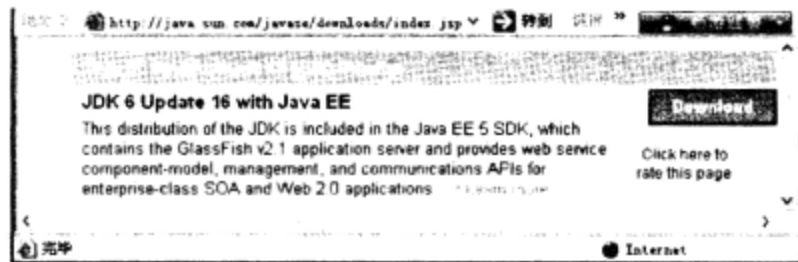 http://java.sun.com/javase/downloads/index.jsp 转到 »
JDK 6 Update 16 with Java EE
Download
This distribution of the JDK is included in the Java EE 5 SDK, which
contains the GlassFish v2.1 application server and provides web service
component-model, management, and communications APIs for
enterprise-class SOA and Web 2.0 applications
Click here to
rate this page
完毕 Internet